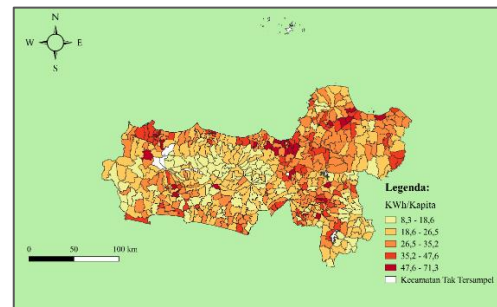 N
W E
S
Legenda:
KWh/Kapita
8,3 - 18,6
18,6 - 26,5
26,5 - 35,2
35,2 - 47,6
47,6 - 71,3
Kecamatan Tak Tersampel
0 50 100 km